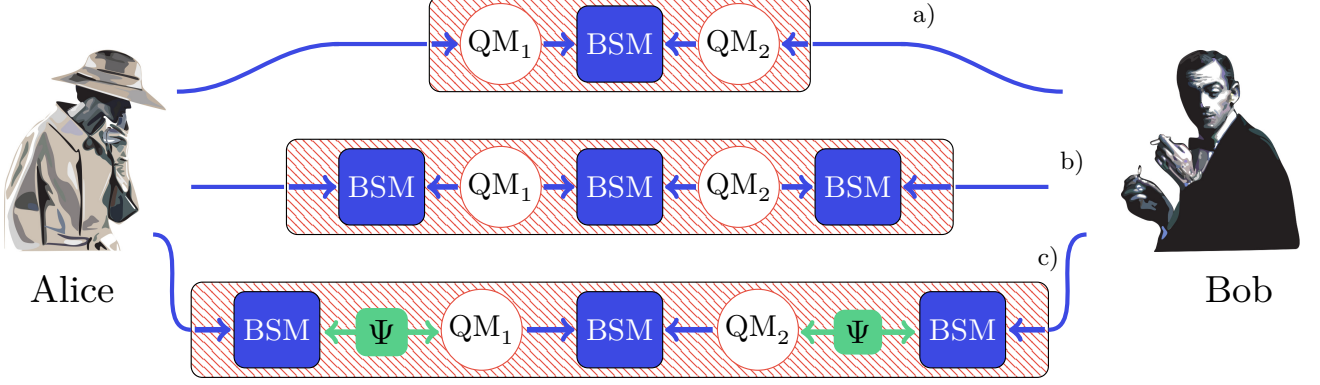 a)
QM₁ BSM QM₂
b)
BSM QM₁ BSM QM₂ BSM
c)
BSM Ψ QM₁ BSM QM₂ Ψ BSM
Alice
Bob